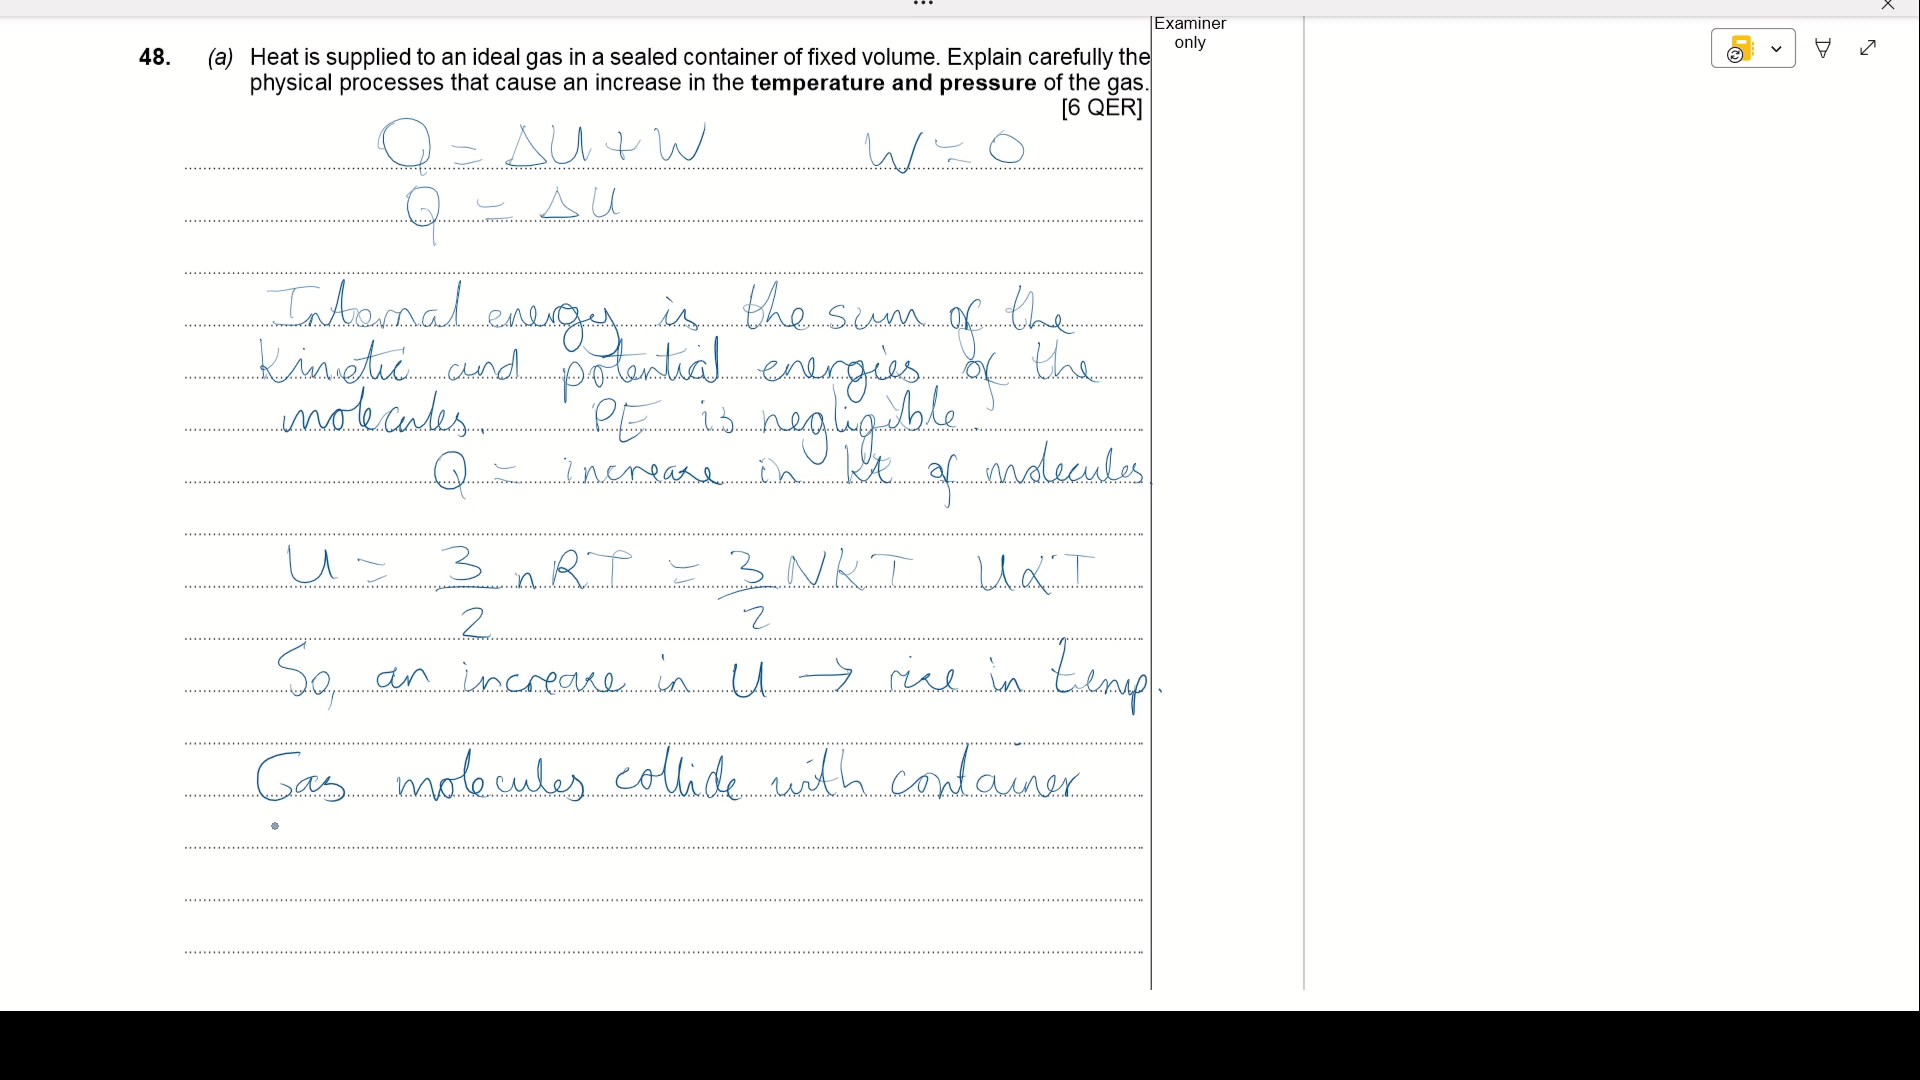 Examiner
only
48. (a) Heat is supplied to an ideal gas in a sealed container of fixed volume. Explain carefully the
physical processes that cause an increase in the temperature and pressure of the gas.
[6 QER]
Q = ΔU + W W = 0
Q = ΔU
Internal energy is the sum of the
kinetic and potential energies of the
molecules. PE is negligible.
Q = increase in KE of molecules.
U = 3/2 nRT = 3/2 NkT U∝T
So, an increase in U → rise in temp.
Gas molecules collide with container